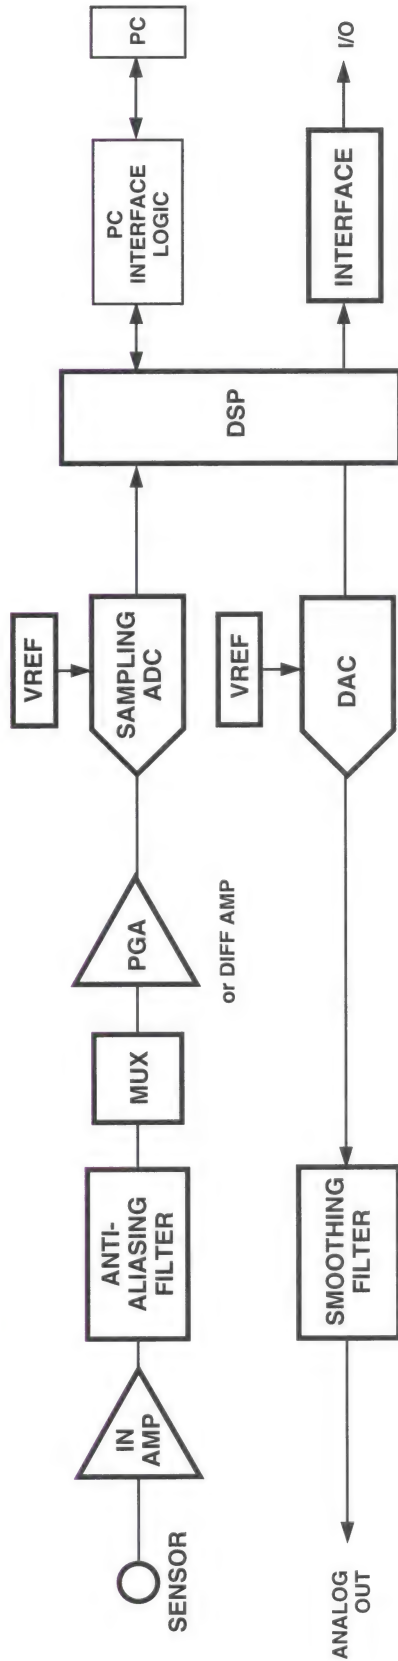 SENSOR
IN
AMP
ANTI-
ALIASING
FILTER
MUX
PGA
or DIFF AMP
VREF
SAMPLING
ADC
DSP
PC
INTERFACE
LOGIC
PC
ANALOG
OUT
SMOOTHING
FILTER
VREF
DAC
INTERFACE
I/O